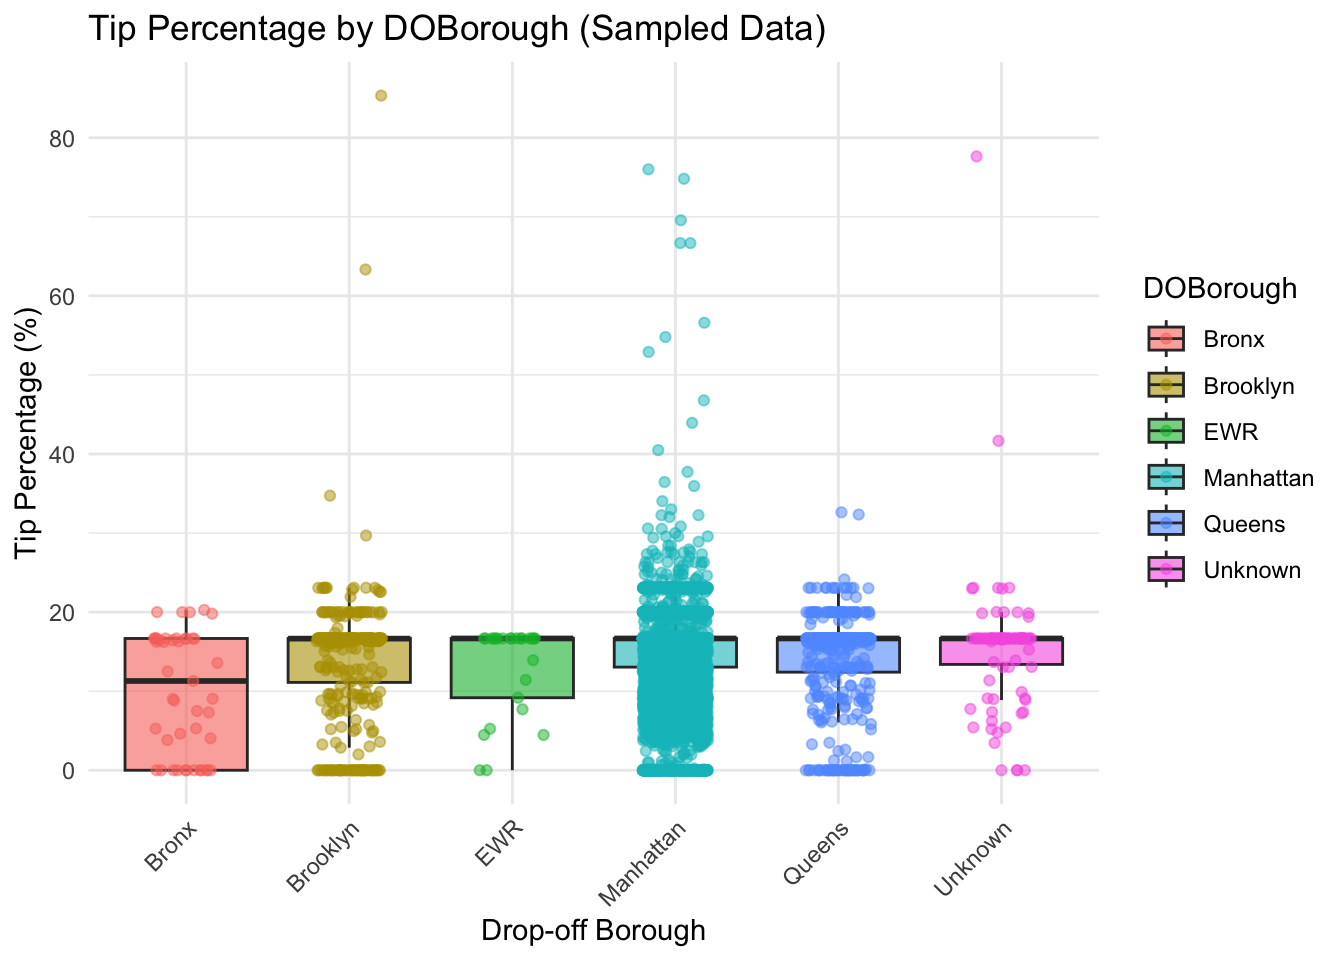 Tip Percentage by DOBorough (Sampled Data)
Tip Percentage (%)
80
60
40
20
0
Bronx
Brooklyn
EWR
Manhattan
Queens
Unknown
Drop-off Borough
DOBorough
Bronx
Brooklyn
EWR
Manhattan
Queens
Unknown